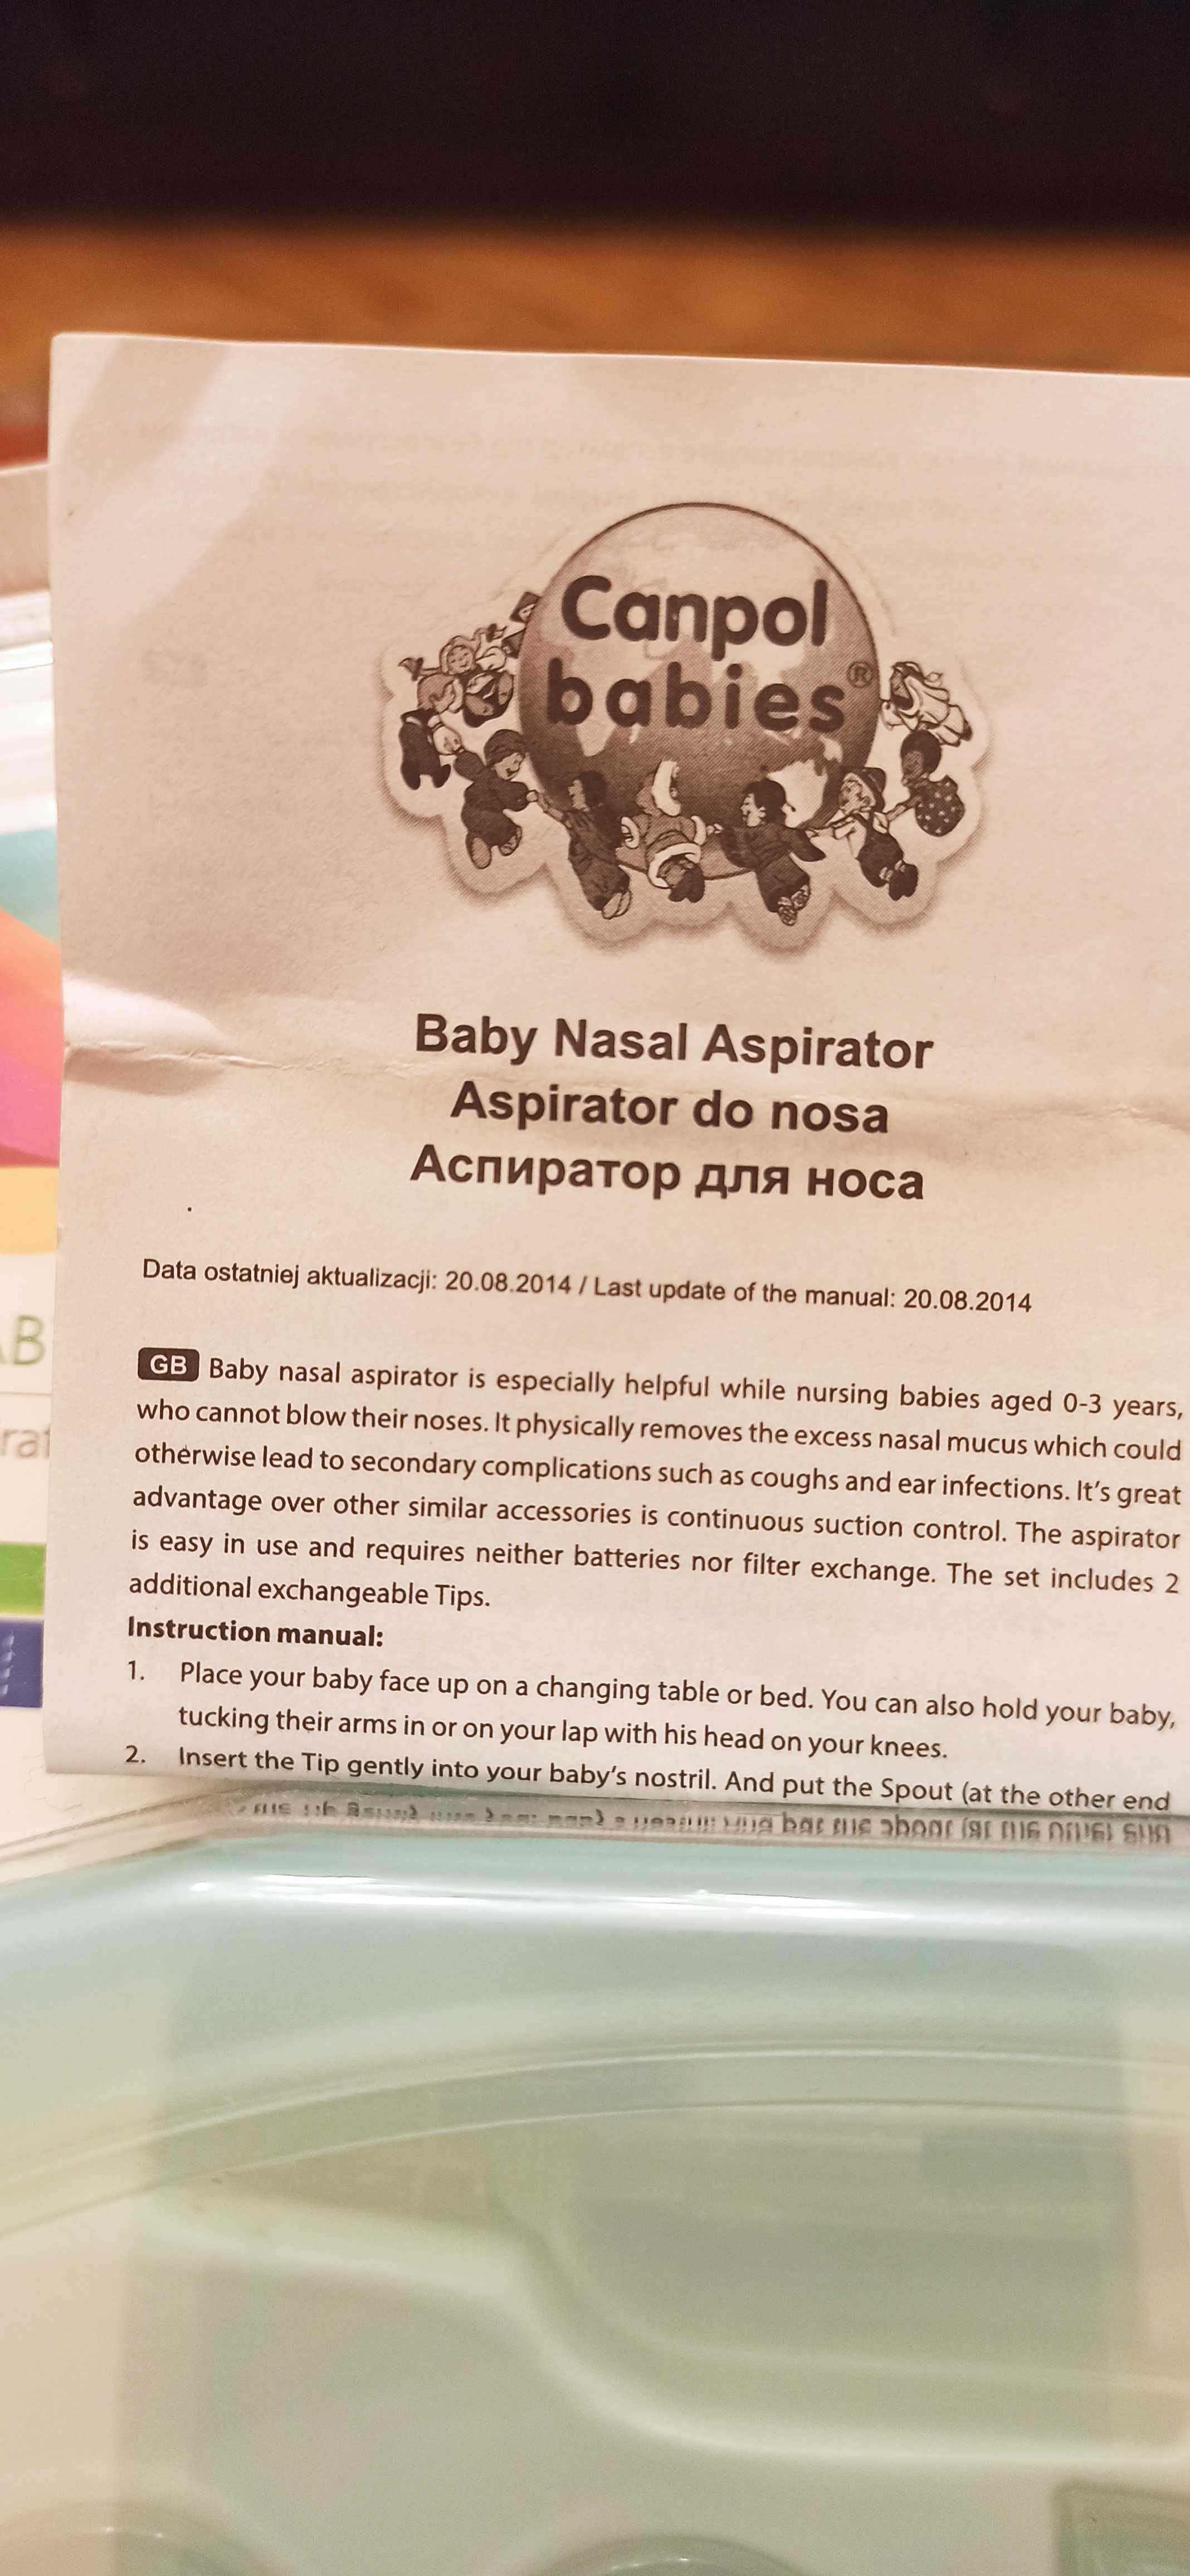 Canpol
babies®
Baby Nasal Aspirator
Aspirator do nosa
Аспиратор для носа
Data ostatniej aktualizacji: 20.08.2014 / Last update of the manual: 20.08.2014
GB Baby nasal aspirator is especially helpful while nursing babies aged 0-3 years,
who cannot blow their noses. It physically removes the excess nasal mucus which could
otherwise lead to secondary complications such as coughs and ear infections. It's great
advantage over other similar accessories is continuous suction control. The aspirator
is easy in use and requires neither batteries nor filter exchange. The set includes 2
additional exchangeable Tips.
Instruction manual:
1. Place your baby face up on a changing table or bed. You can also hold your baby,
tucking their arms in or on your lap with his head on your knees.
2. Insert the Tip gently into your baby's nostril. And put the Spout (at the other end